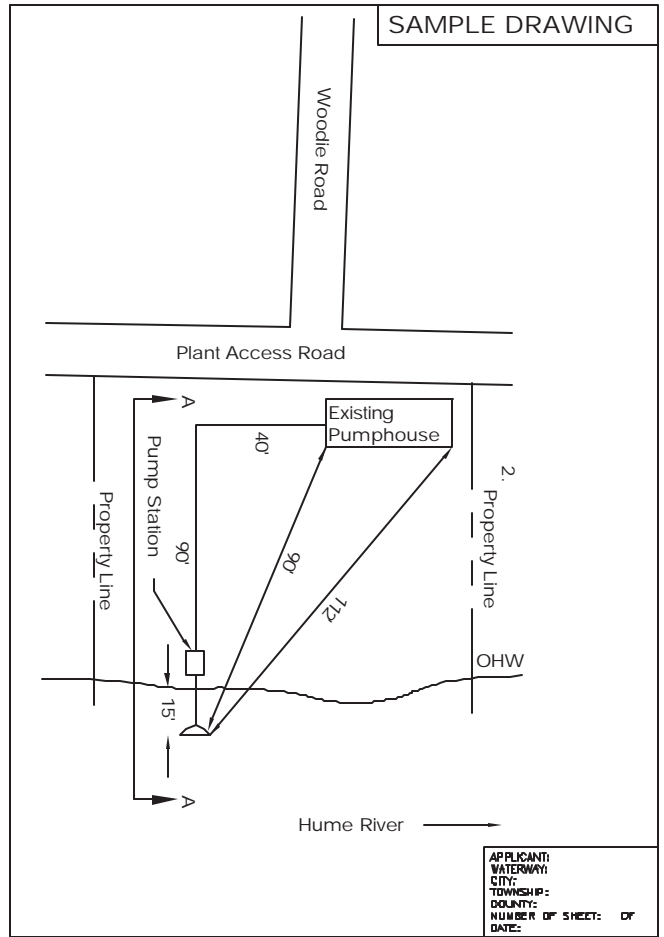 SAMPLE DRAWING
Woodie Road
Plant Access Road
A
Existing
Pumphouse
40'
Pump Station
2. Property Line
Property Line
90'
90'
112'
OHW
15'
A
Hume River
APPLICANT:
WATERWAY:
CITY:
TOWNSHIP:
COUNTY:
NUMBER OF SHEET: OF
DATE: